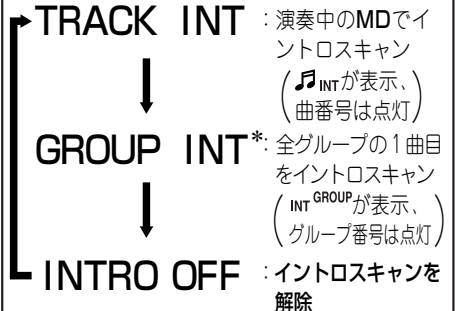 TRACK INT : 演奏中のMDでイ
ントロスキャン
(♫INTが表示、
曲番号は点灯)
GROUP INT*: 全グループの1曲目
をイントロスキャン
(INT GROUPが表示、
グループ番号は点灯)
INTRO OFF : イントロスキャンを
解除